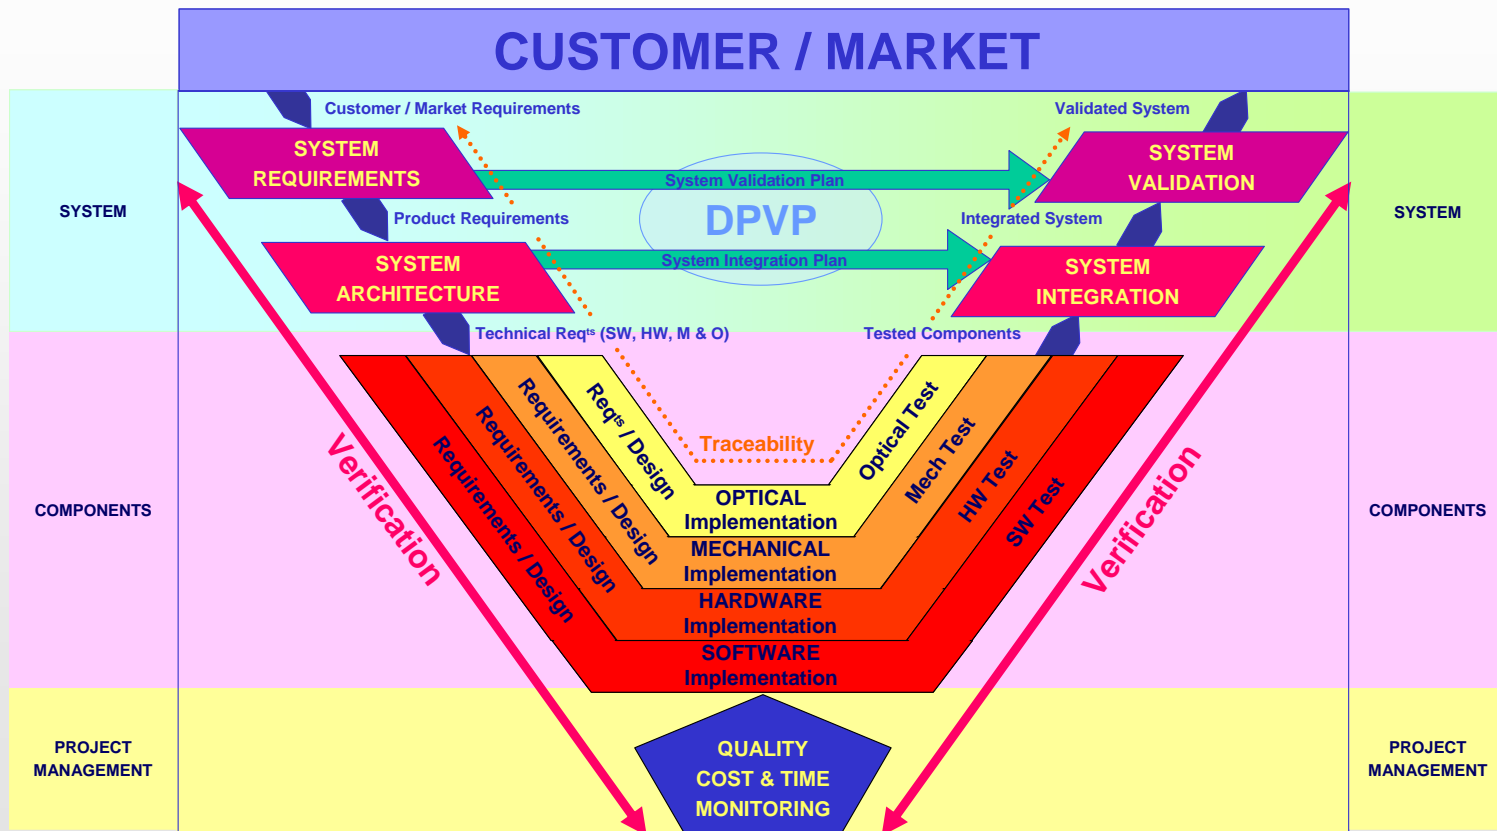 CUSTOMER / MARKET
Customer / Market Requirements
Validated System
SYSTEM
REQUIREMENTS
SYSTEM
VALIDATION
System Validation Plan
SYSTEM
Product Requirements
DPVP
Integrated System
SYSTEM
System Integration Plan
SYSTEM
ARCHITECTURE
SYSTEM
INTEGRATION
Technical Reqts (SW, HW, M & O)
Tested Components
Verification
Requirements / Design
Requirements / Design
Requirements / Design
Reqts / Design
Traceability
Optical Test
Mech Test
HW Test
SW Test
Verification
COMPONENTS
OPTICAL
Implementation
MECHANICAL
Implementation
HARDWARE
Implementation
SOFTWARE
Implementation
COMPONENTS
PROJECT
MANAGEMENT
QUALITY
COST & TIME
MONITORING
PROJECT
MANAGEMENT